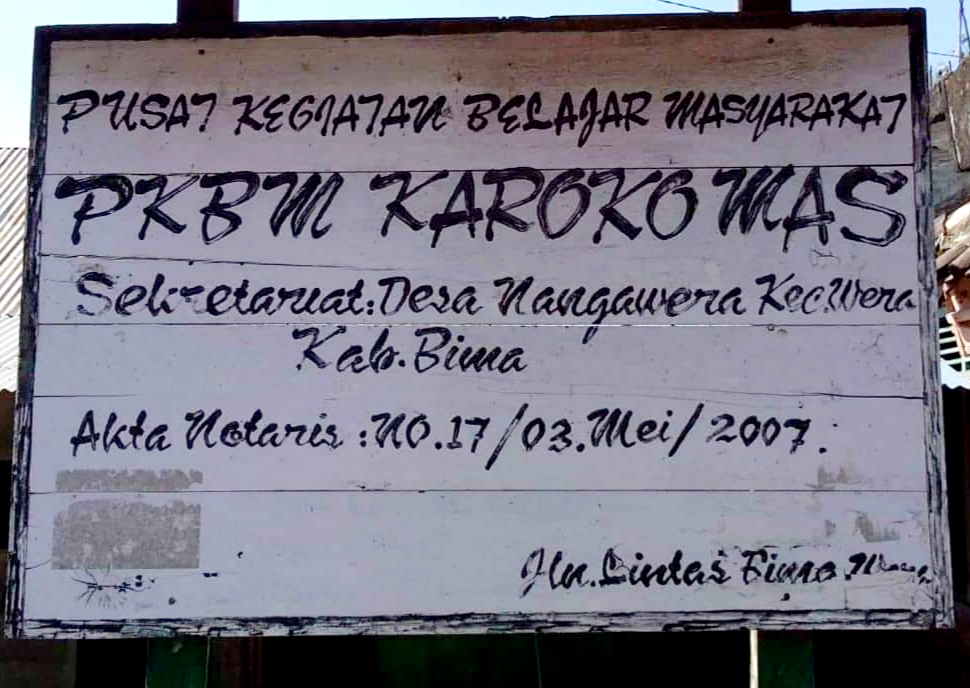 PUSAT KEGIATAN BELAJAR MASYARAKAT
PKBM KAROKO MAS
Sekretariat:Desa Nangawera Kec.Wera
Kab.Bima
Akta Notaris :NO.17/03.Mei/2007.
Jln.Lintas Bima.